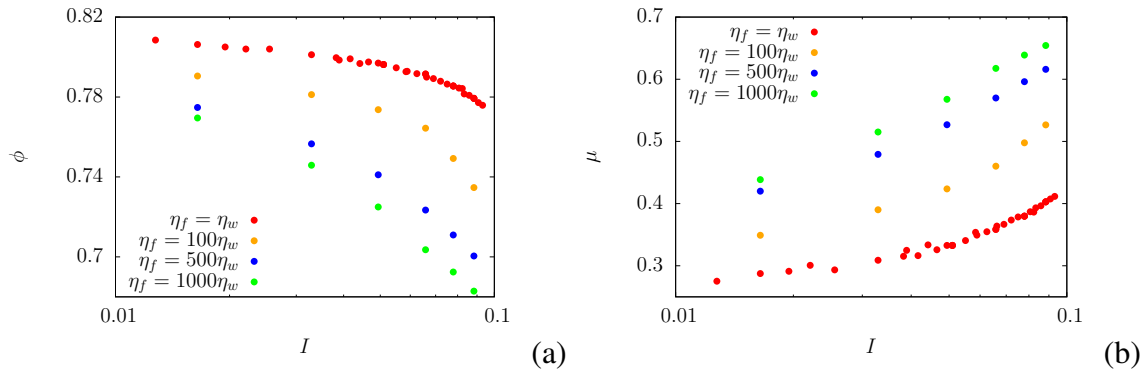 0.82
0.78
0.74
0.7
0.01
0.1
ϕ
I
η_f = η_w
η_f = 100η_w
η_f = 500η_w
η_f = 1000η_w
(a)
0.7
0.6
0.5
0.4
0.3
0.01
0.1
μ
I
η_f = η_w
η_f = 100η_w
η_f = 500η_w
η_f = 1000η_w
(b)